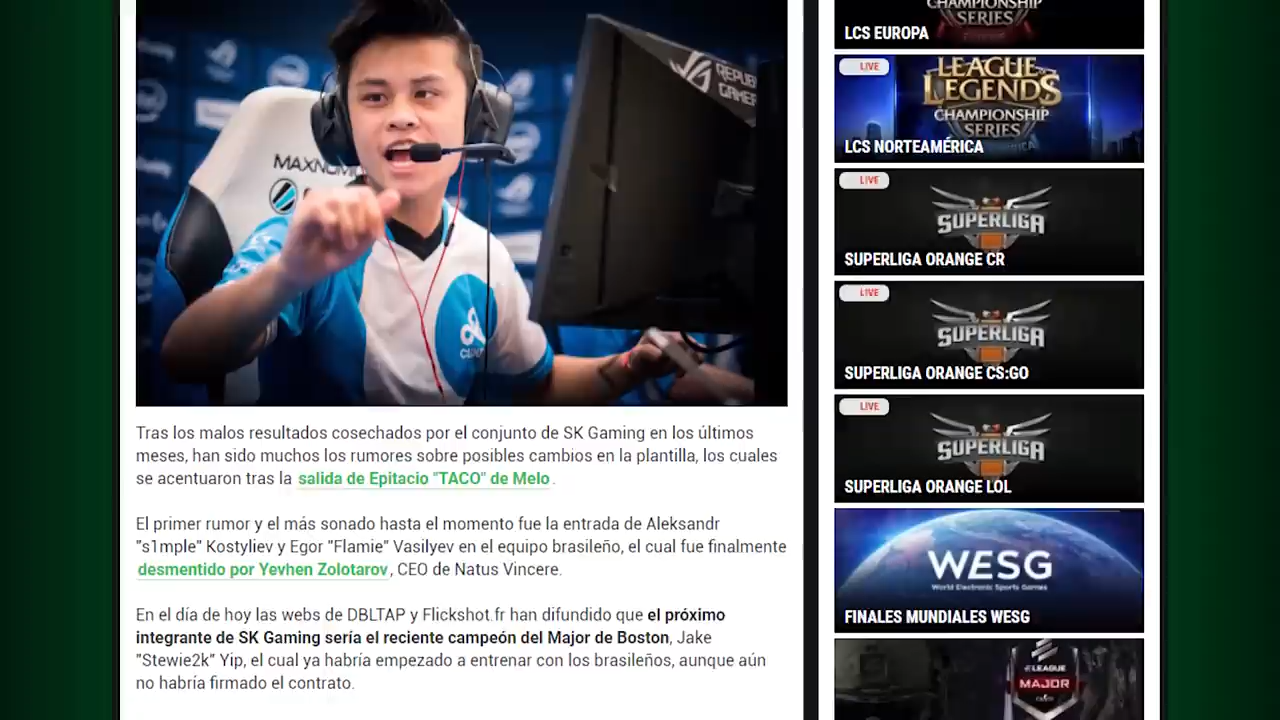 REPUBL
GAMER
MAXNOMI
CLOUD
Tras los malos resultados cosechados por el conjunto de SK Gaming en los últimos
meses, han sido muchos los rumores sobre posibles cambios en la plantilla, los cuales
se acentuaron tras la salida de Epitacio "TACO" de Melo.
El primer rumor y el más sonado hasta el momento fue la entrada de Aleksandr
"s1mple" Kostyliev y Egor "Flamie" Vasilyev en el equipo brasileño, el cual fue finalmente
desmentido por Yevhen Zolotarov, CEO de Natus Vincere.
En el día de hoy las webs de DBLTAP y Flickshot.fr han difundido que el próximo
integrante de SK Gaming sería el reciente campeón del Major de Boston, Jake
"Stewie2k" Yip, el cual ya habría empezado a entrenar con los brasileños, aunque aún
no habría firmado el contrato.
CHAMPIONSHIP
SERIES
LCS EUROPA
LIVE
LEAGUE
LEGENDS
CHAMPIONSHIP
SERIES
LCS NORTEAMÉRICA
LIVE
SUPERLIGA
SUPERLIGA ORANGE CR
LIVE
SUPERLIGA
SUPERLIGA ORANGE CS:GO
LIVE
SUPERLIGA
SUPERLIGA ORANGE LOL
WESG
World Electronic Sports Games
FINALES MUNDIALES WESG
ELEAGUE
MAJOR